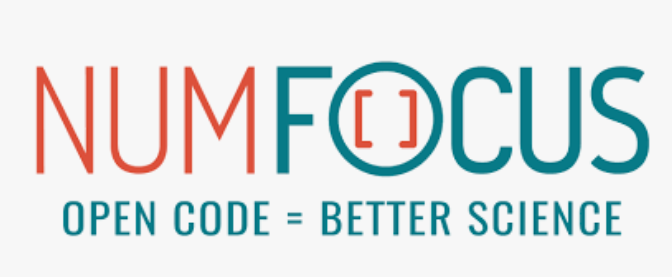 NUMFOCUS
OPEN CODE = BETTER SCIENCE